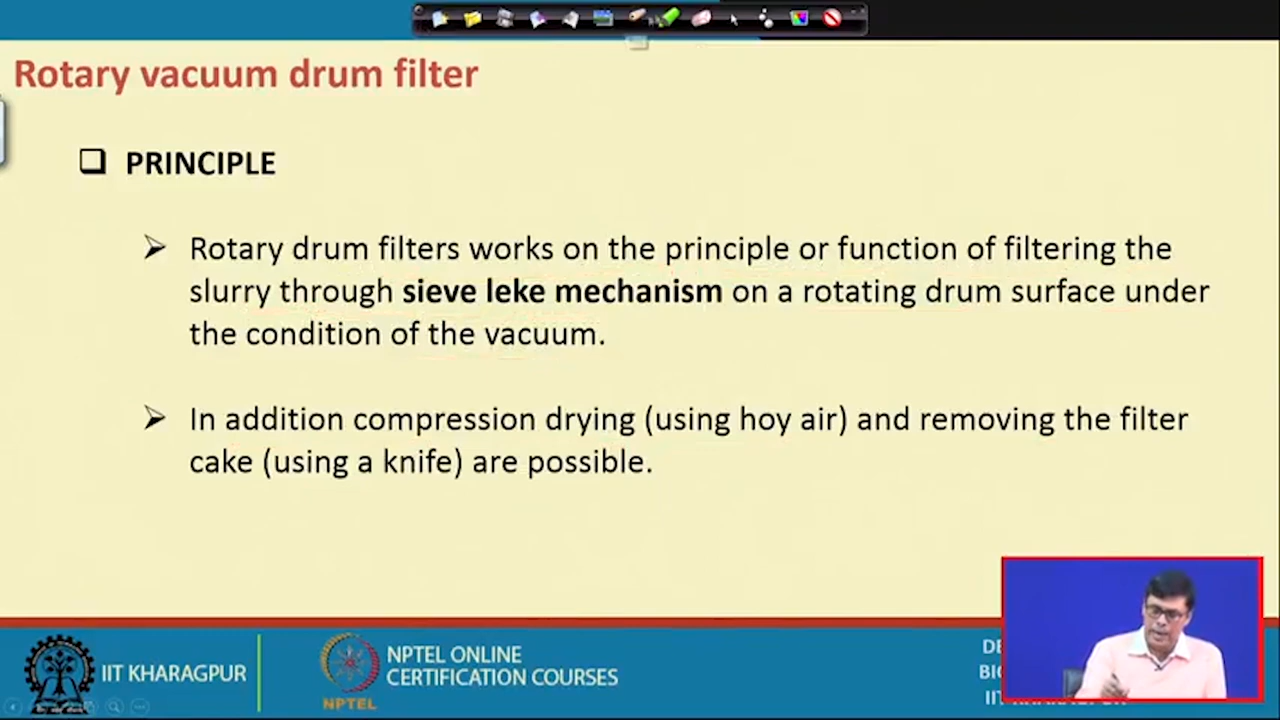 Rotary vacuum drum filter
PRINCIPLE
Rotary drum filters works on the principle or function of filtering the
slurry through sieve leke mechanism on a rotating drum surface under
the condition of the vacuum.
In addition compression drying (using hoy air) and removing the filter
cake (using a knife) are possible.
IIT KHARAGPUR
NPTEL
NPTEL ONLINE
CERTIFICATION COURSES